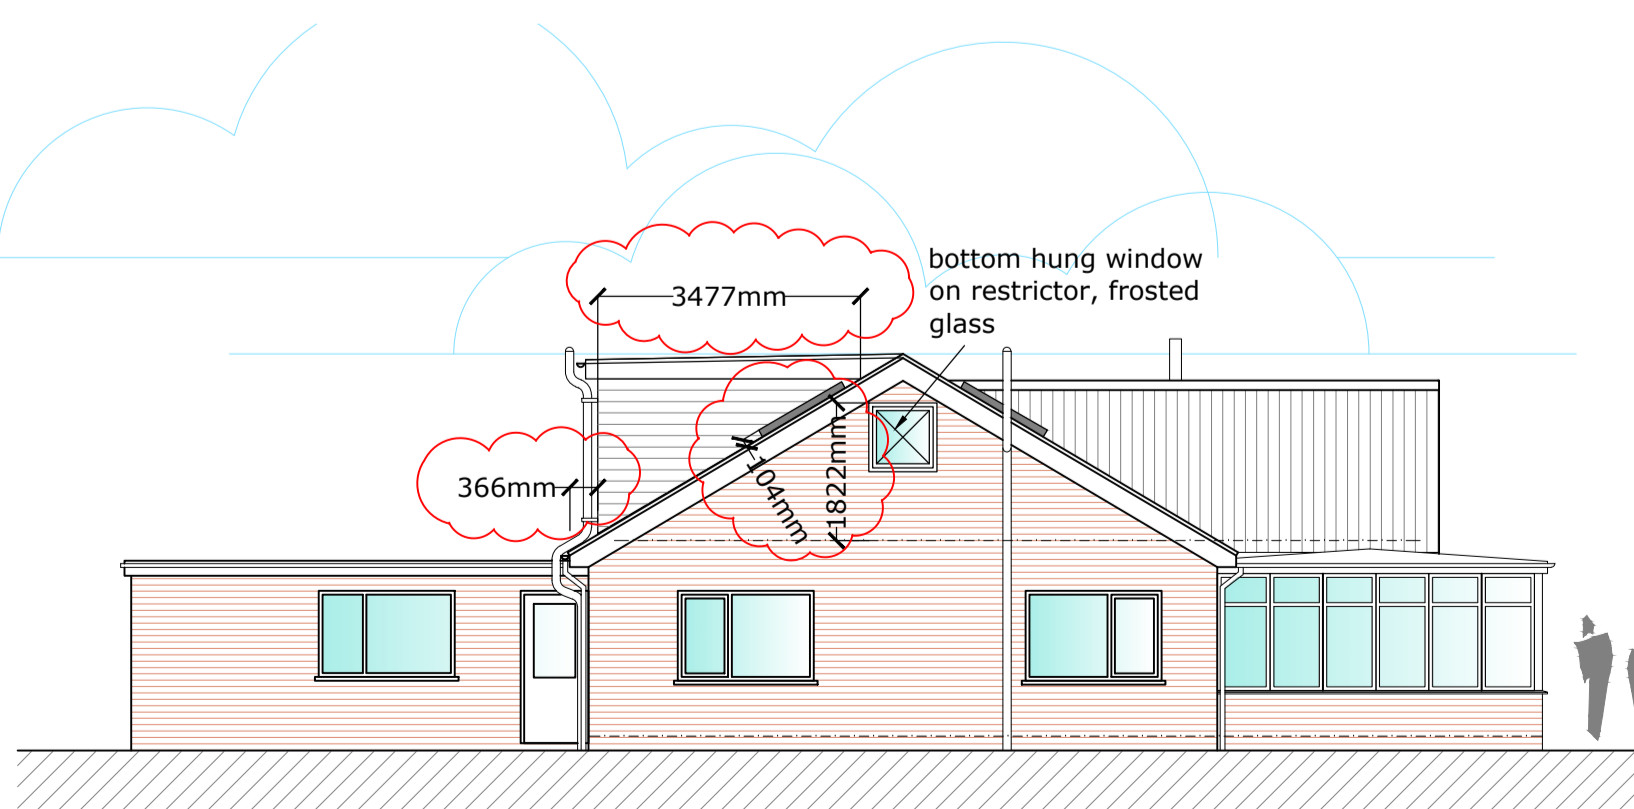 bottom hung window
on restrictor, frosted
glass
3477mm
366mm
104mm
1822mm